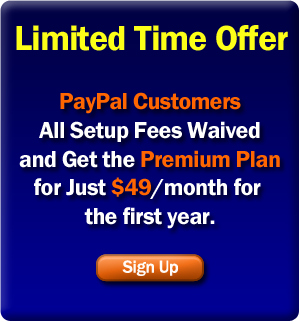 Limited Time Offer
PayPal Customers
All Setup Fees Waived
and Get the Premium Plan
for Just $49/month for
the first year.
Sign Up